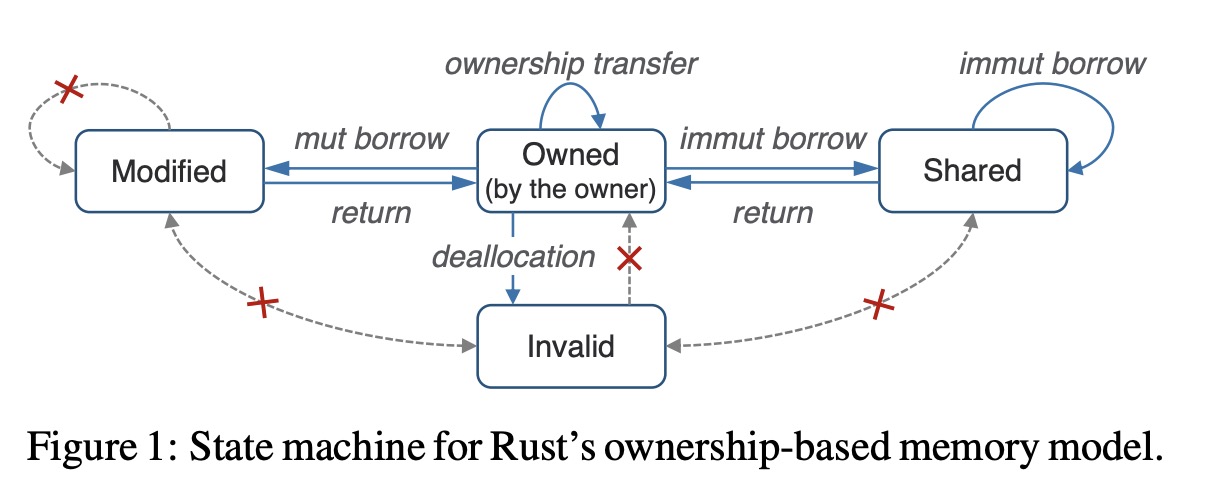 ownership transfer
immut borrow
mut borrow
immut borrow
Modified
Owned
(by the owner)
Shared
return
return
deallocation
Invalid
Figure 1: State machine for Rust’s ownership-based memory model.